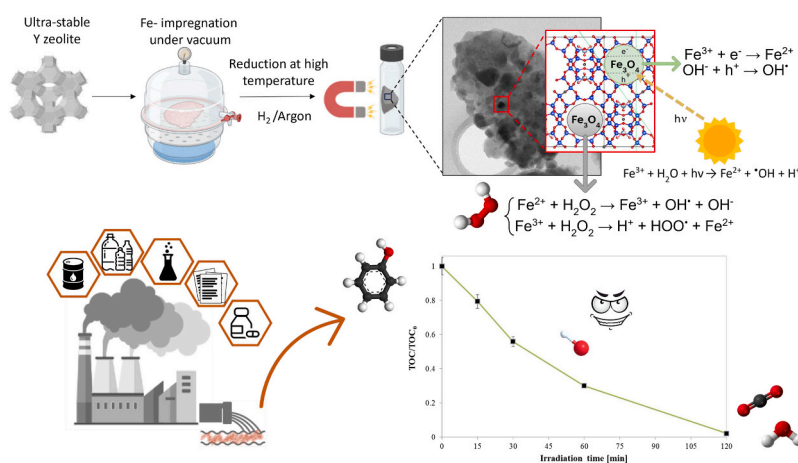 Ultra-stable
Y zeolite
Fe- impregnation
under vacuum
Reduction at high
temperature
H₂/Argon
e⁻
Fe₃O₄
h⁺
Fe₃O₄
Fe³⁺ + e⁻ → Fe²⁺
OH⁻ + h⁺ → OH•
hν
Fe³⁺ + H₂O + hν → Fe²⁺ + •OH + H⁺
Fe²⁺ + H₂O₂ → Fe³⁺ + OH• + OH⁻
Fe³⁺ + H₂O₂ → H⁺ + HOO• + Fe²⁺
TOC/TOC₀
1
0.8
0.6
0.4
0.2
0
0 15 30 45 60 75 90 105 120
Irradiation time [min]